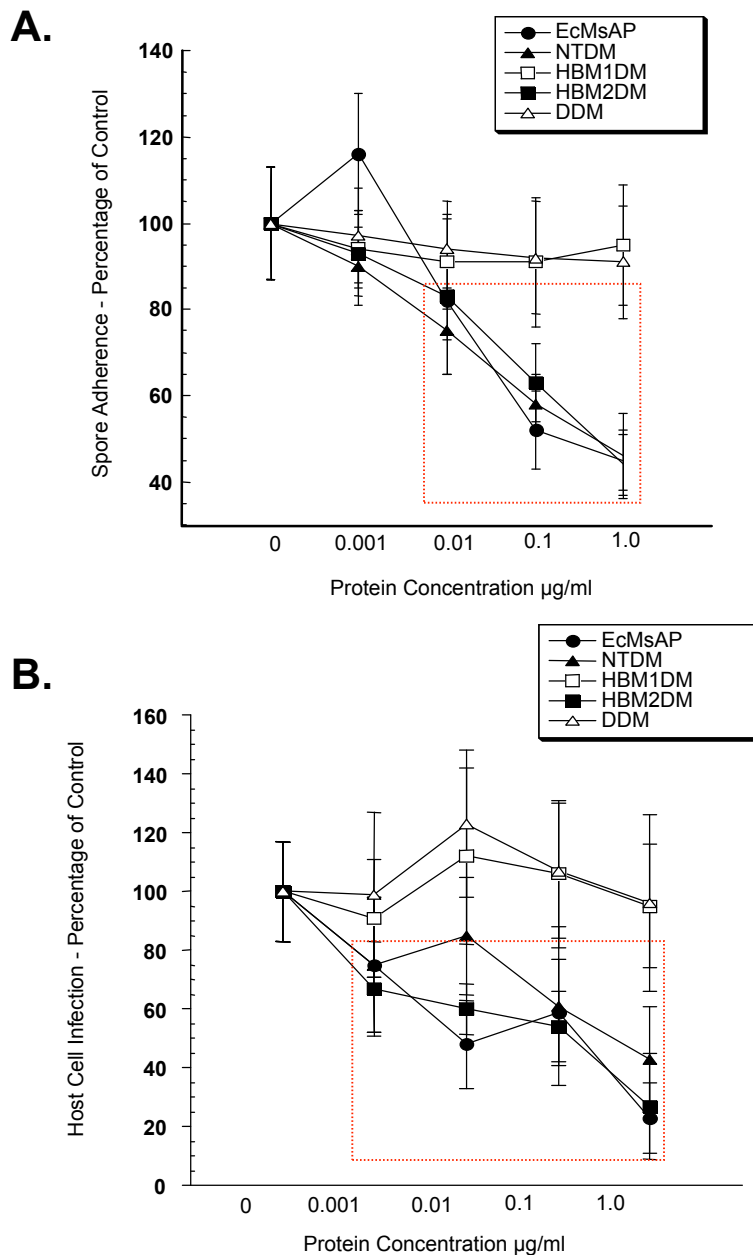 A.
EcMsAP
NTDM
HBM1DM
HBM2DM
DDM
140
120
100
80
60
40
Spore Adherence - Percentage of Control
0 0.001 0.01 0.1 1.0
Protein Concentration µg/ml
B.
EcMsAP
NTDM
HBM1DM
HBM2DM
DDM
160
140
120
100
80
60
40
20
0
Host Cell Infection - Percentage of Control
0 0.001 0.01 0.1 1.0
Protein Concentration µg/ml